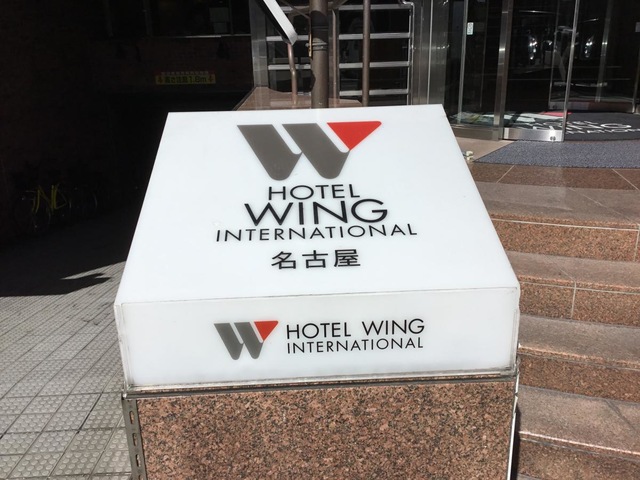 HOTEL
WING
INTERNATIONAL
名古屋
HOTEL WING
INTERNATIONAL